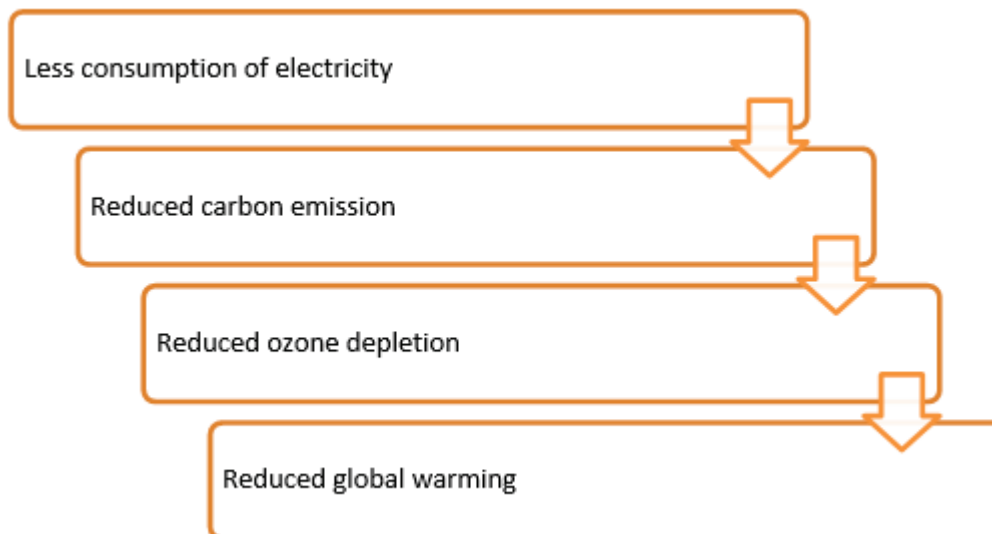 Less consumption of electricity
Reduced carbon emission
Reduced ozone depletion
Reduced global warming